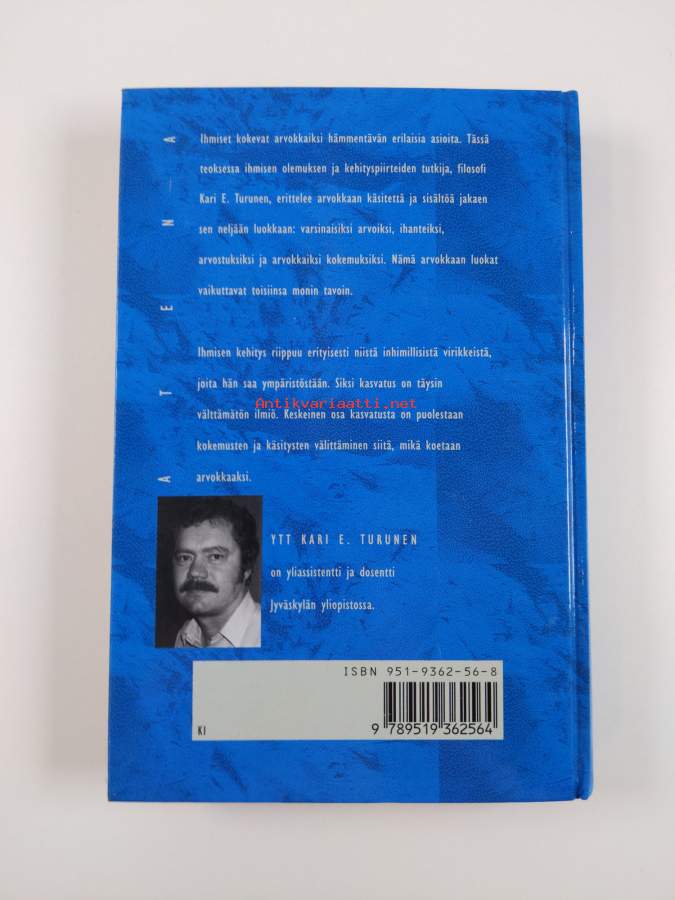 Ihmiset kokevat arvokkaiksi hämmentävän erilaisia asioita. Tässä
teoksessa ihmisen olemuksen ja kehityspiirteiden tutkija, filosofi
Kari E. Turunen, erittelee arvokkaan käsitettä ja sisältöä jakaen
sen neljään luokkaan: varsinaisiksi arvoiksi, ihanteiksi,
arvostuksiksi ja arvokkaiksi kokemuksiksi. Nämä arvokkaan luokat
vaikuttavat toisiinsa monin tavoin.
Ihmisen kehitys riippuu erityisesti niistä inhimillisistä virikkeistä,
joita hän saa ympäristöstään. Siksi kasvatus on täysin
Antikvariaatti.net
välttämätön ilmiö. Keskeinen osa kasvatusta on puolestaan
kokemusten ja käsitysten välittäminen siitä, mikä koetaan
arvokkaaksi.
ATENA
YTT KARI E. TURUNEN
on yliassistentti ja dosentti
Jyväskylän yliopistossa.
ISBN 951-9362-56-8
9 789519 362564
KI